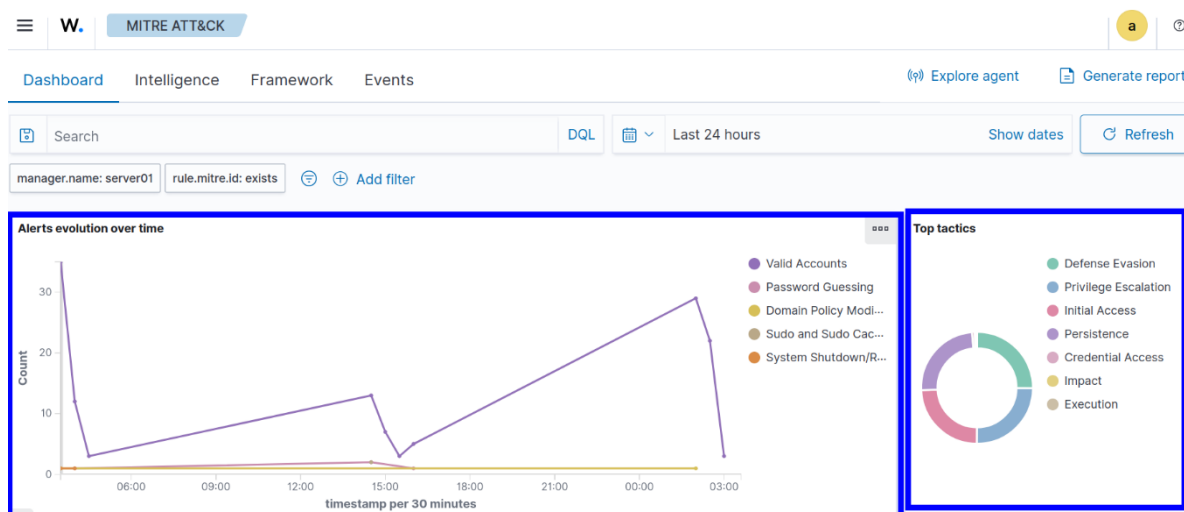 W. MITRE ATT&CK a
Dashboard Intelligence Framework Events Explore agent Generate report
Search DQL Last 24 hours Show dates Refresh
manager.name: server01 rule.mitre.id: exists Add filter
Alerts evolution over time
Count
30
20
10
0
06:00 09:00 12:00 15:00 18:00 21:00 00:00 03:00
timestamp per 30 minutes
Valid Accounts
Password Guessing
Domain Policy Modi...
Sudo and Sudo Cac...
System Shutdown/R...
Top tactics
Defense Evasion
Privilege Escalation
Initial Access
Persistence
Credential Access
Impact
Execution